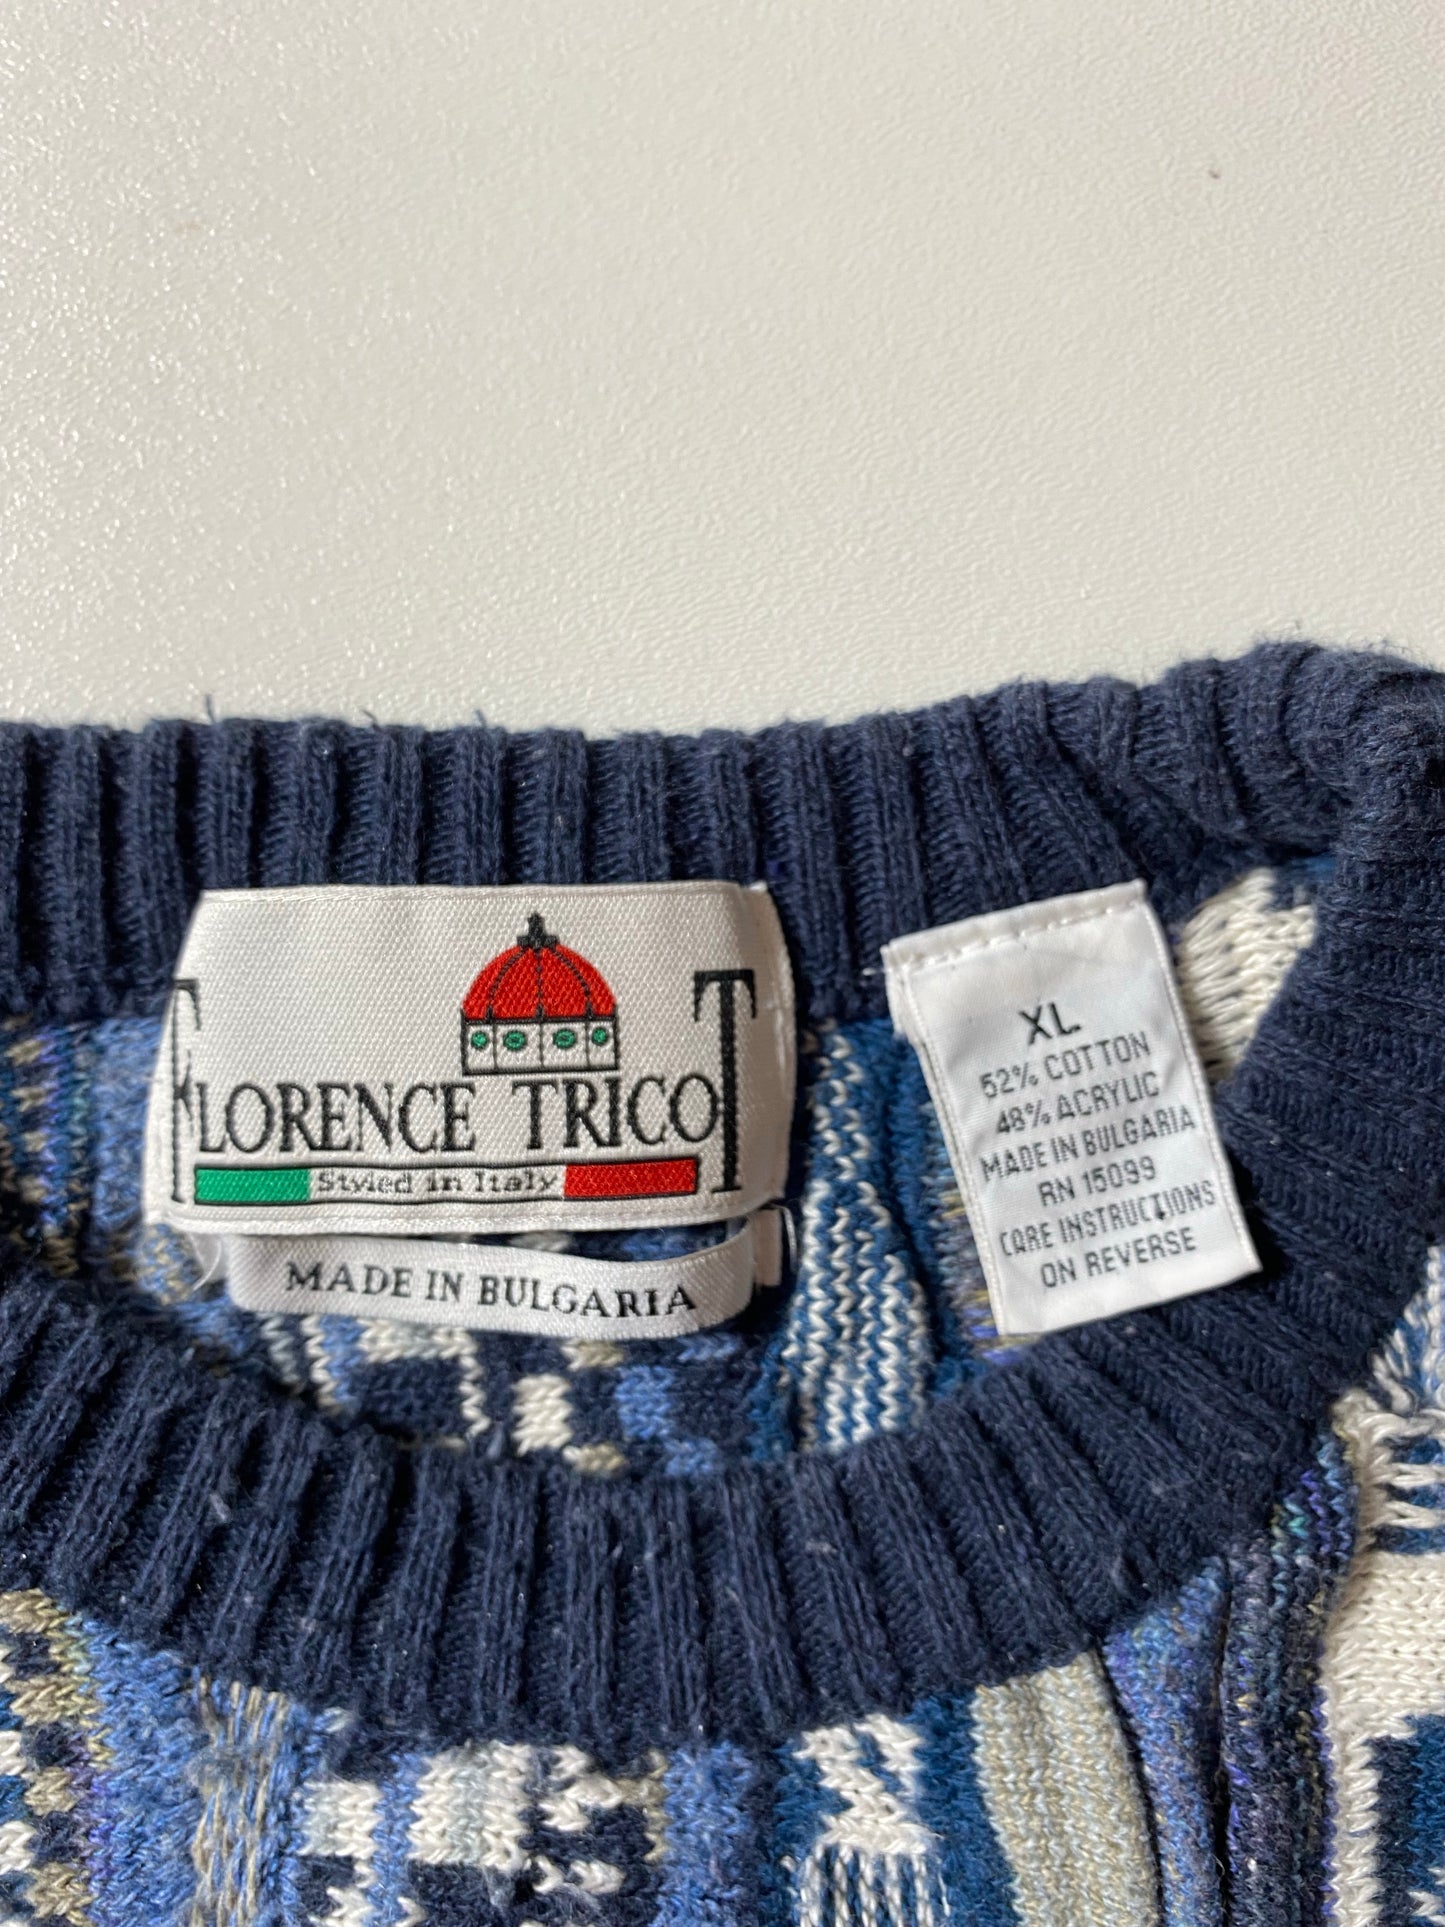 FLORENCE TRICOT
Styled in Italy
MADE IN BULGARIA
XL
52% COTTON
48% ACRYLIC
MADE IN BULGARIA
RN 15099
CARE INSTRUCTIONS
ON REVERSE